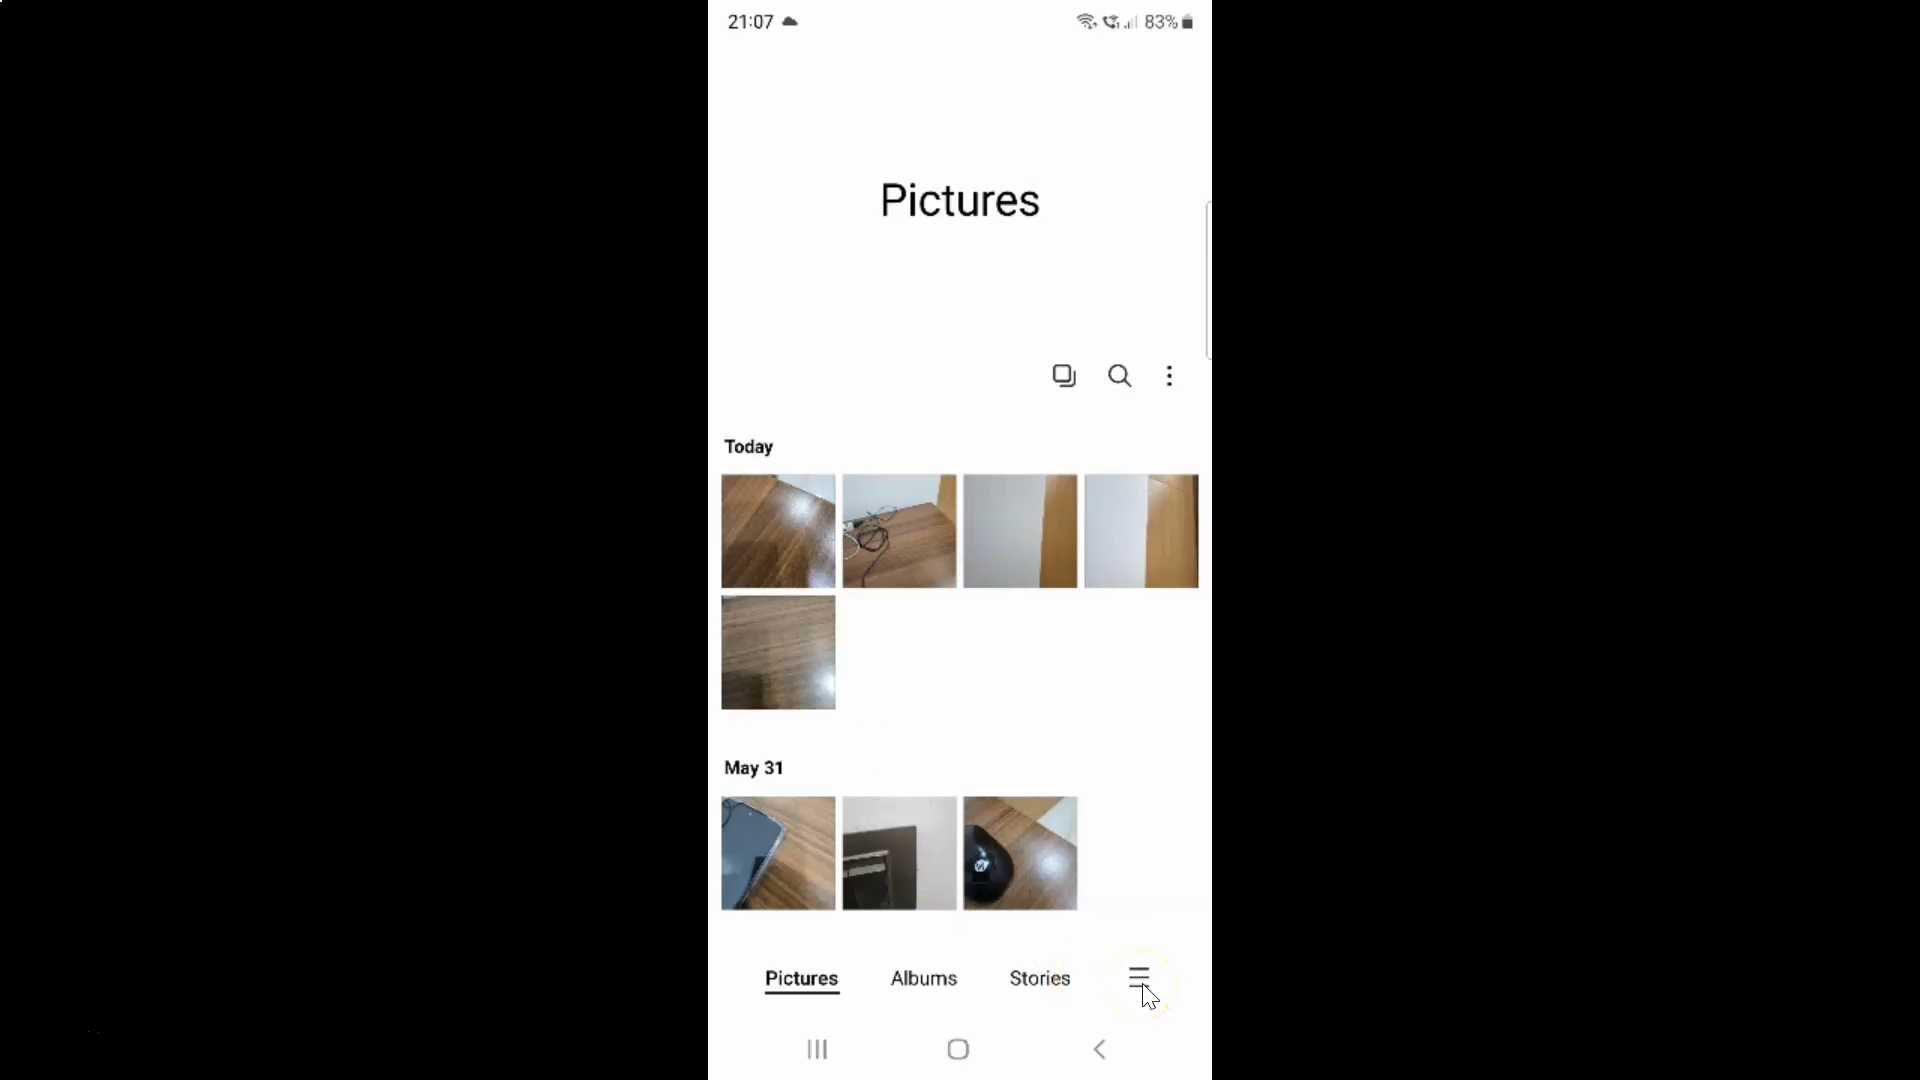 21:07
83%
Pictures
Today
May 31
Pictures Albums Stories